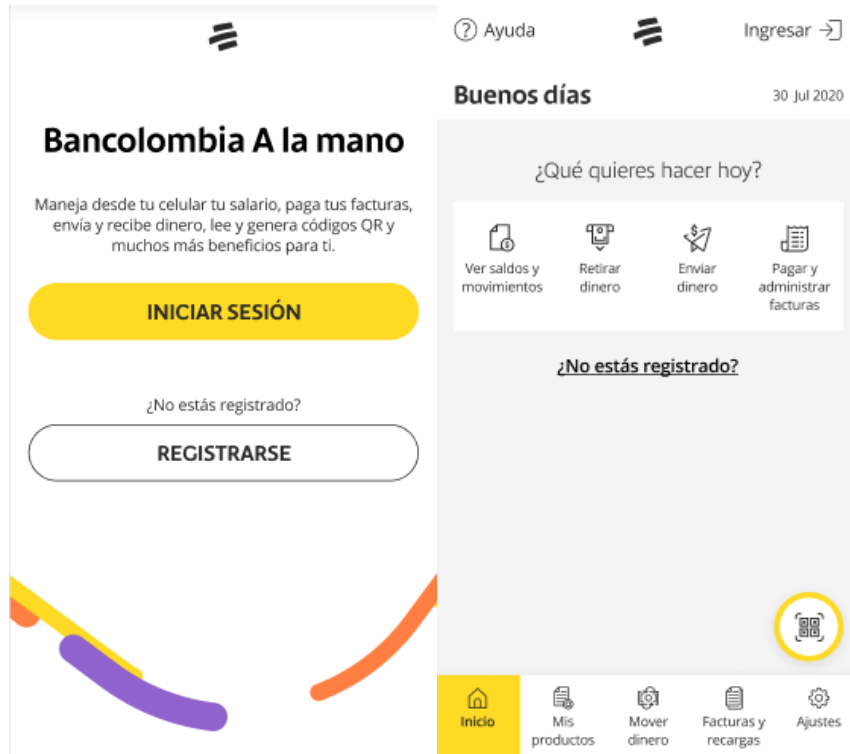 Bancolombia A la mano
Maneja desde tu celular tu salario, paga tus facturas,
envía y recibe dinero, lee y genera códigos QR y
muchos más beneficios para ti.
INICIAR SESIÓN
¿No estás registrado?
REGISTRARSE
Ayuda
Ingresar
Buenos días
30 Jul 2020
¿Qué quieres hacer hoy?
Ver saldos y
movimientos
Retirar
dinero
Enviar
dinero
Pagar y
administrar
facturas
¿No estás registrado?
Inicio
Mis
productos
Mover
dinero
Facturas y
recargas
Ajustes